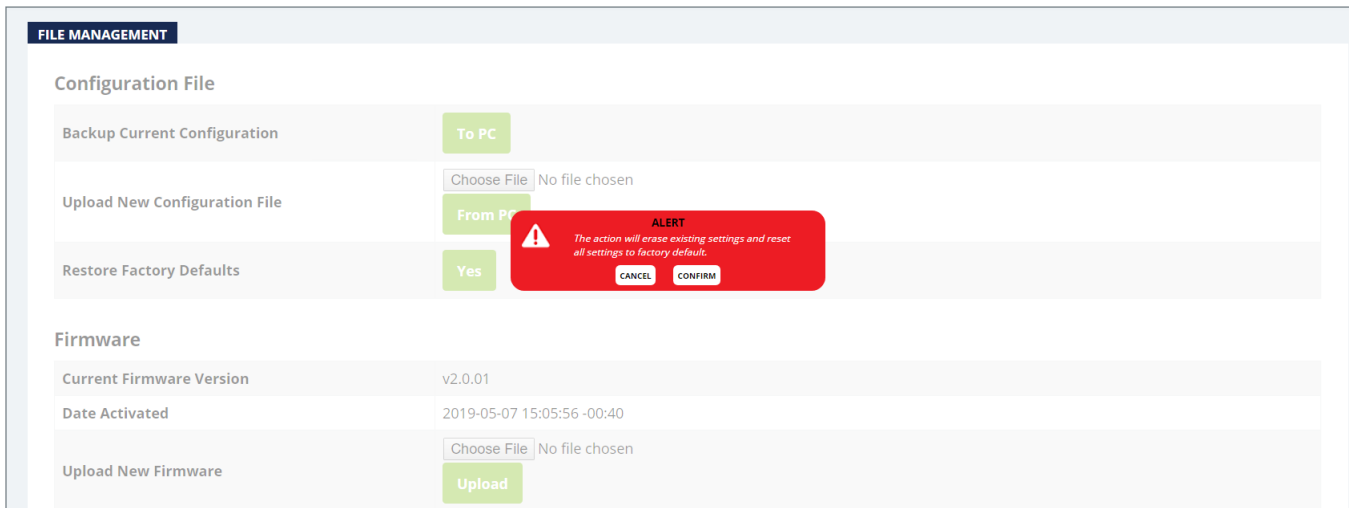 FILE MANAGEMENT
Configuration File
Backup Current Configuration
To PC
Upload New Configuration File
Choose File No file chosen
From PC
Restore Factory Defaults
Yes
ALERT
The action will erase existing settings and reset
all settings to factory default.
CANCEL CONFIRM
Firmware
Current Firmware Version v2.0.01
Date Activated 2019-05-07 15:05:56 -00:40
Upload New Firmware
Choose File No file chosen
Upload